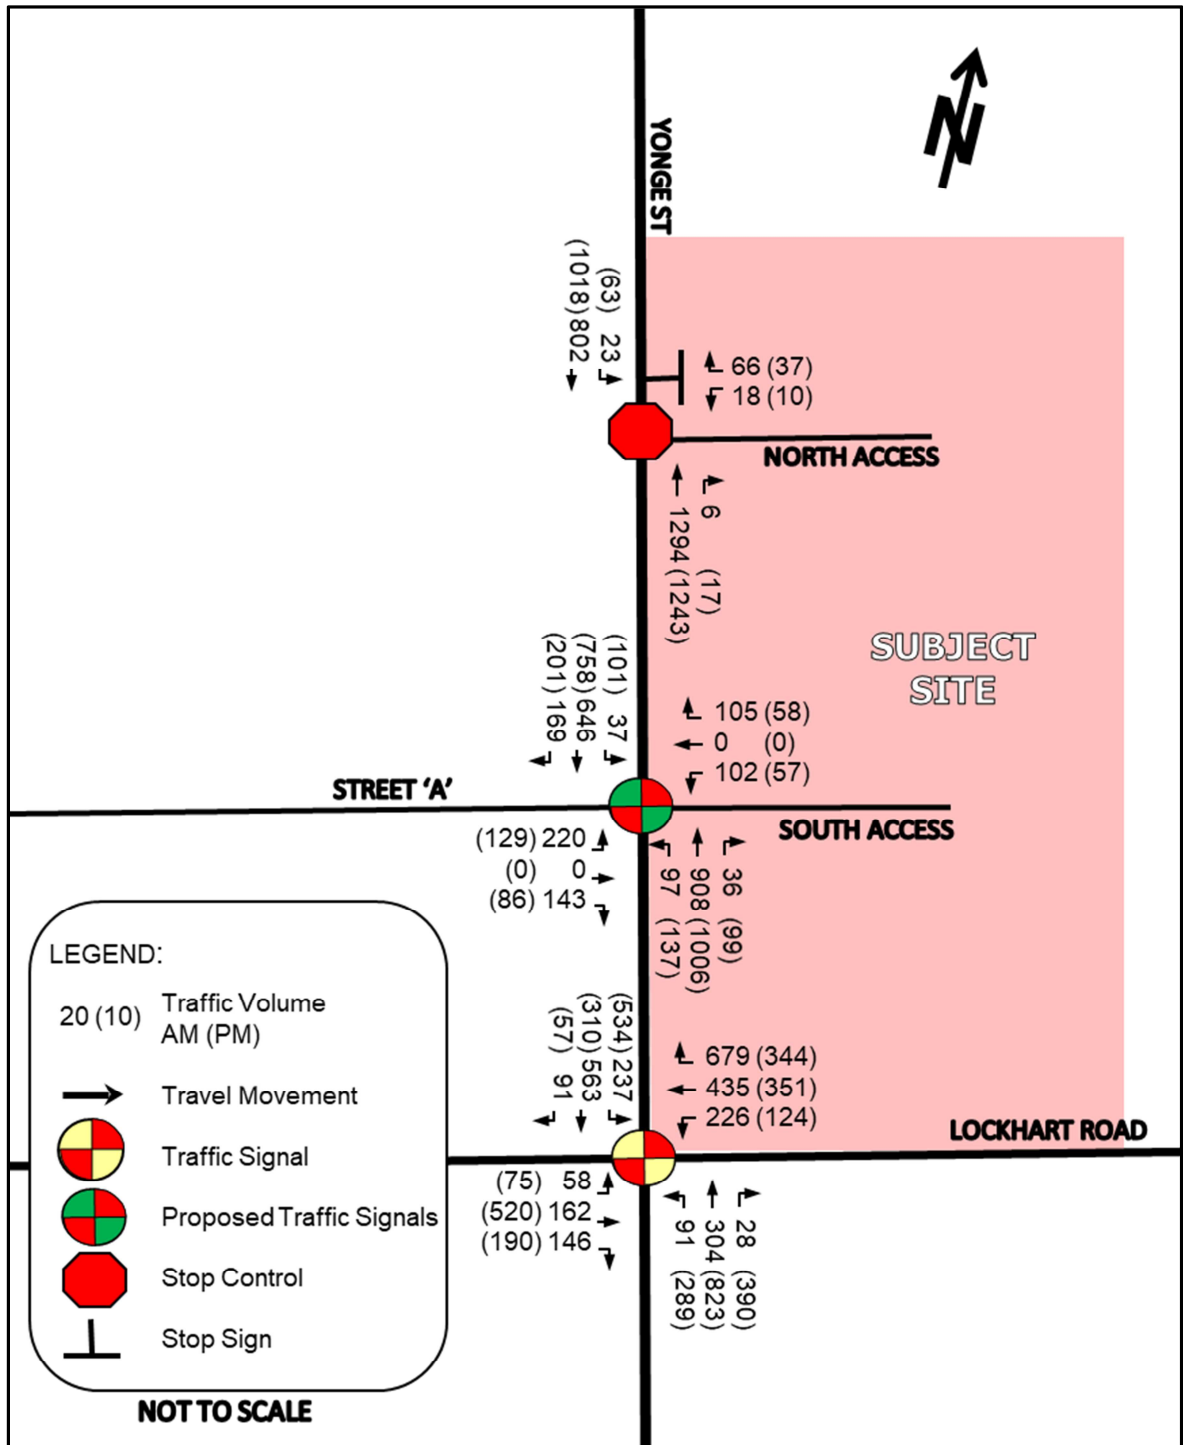 N
YONGE ST
(1018) 802
(63) 23
66 (37)
18 (10)
NORTH ACCESS
1294 (1243)
6 (17)
SUBJECT
SITE
(201) 169
(758) 646
(101) 37
105 (58)
0 (0)
102 (57)
STREET ‘A’
SOUTH ACCESS
(129) 220
(0) 0
(86) 143
97 (137)
908 (1006)
36 (99)
(57) 91
(310) 563
(534) 237
679 (344)
435 (351)
226 (124)
LOCKHART ROAD
(75) 58
(520) 162
(190) 146
91 (289)
304 (823)
28 (390)
LEGEND:
20 (10)
Traffic Volume
AM (PM)
Travel Movement
Traffic Signal
Proposed Traffic Signals
Stop Control
Stop Sign
NOT TO SCALE